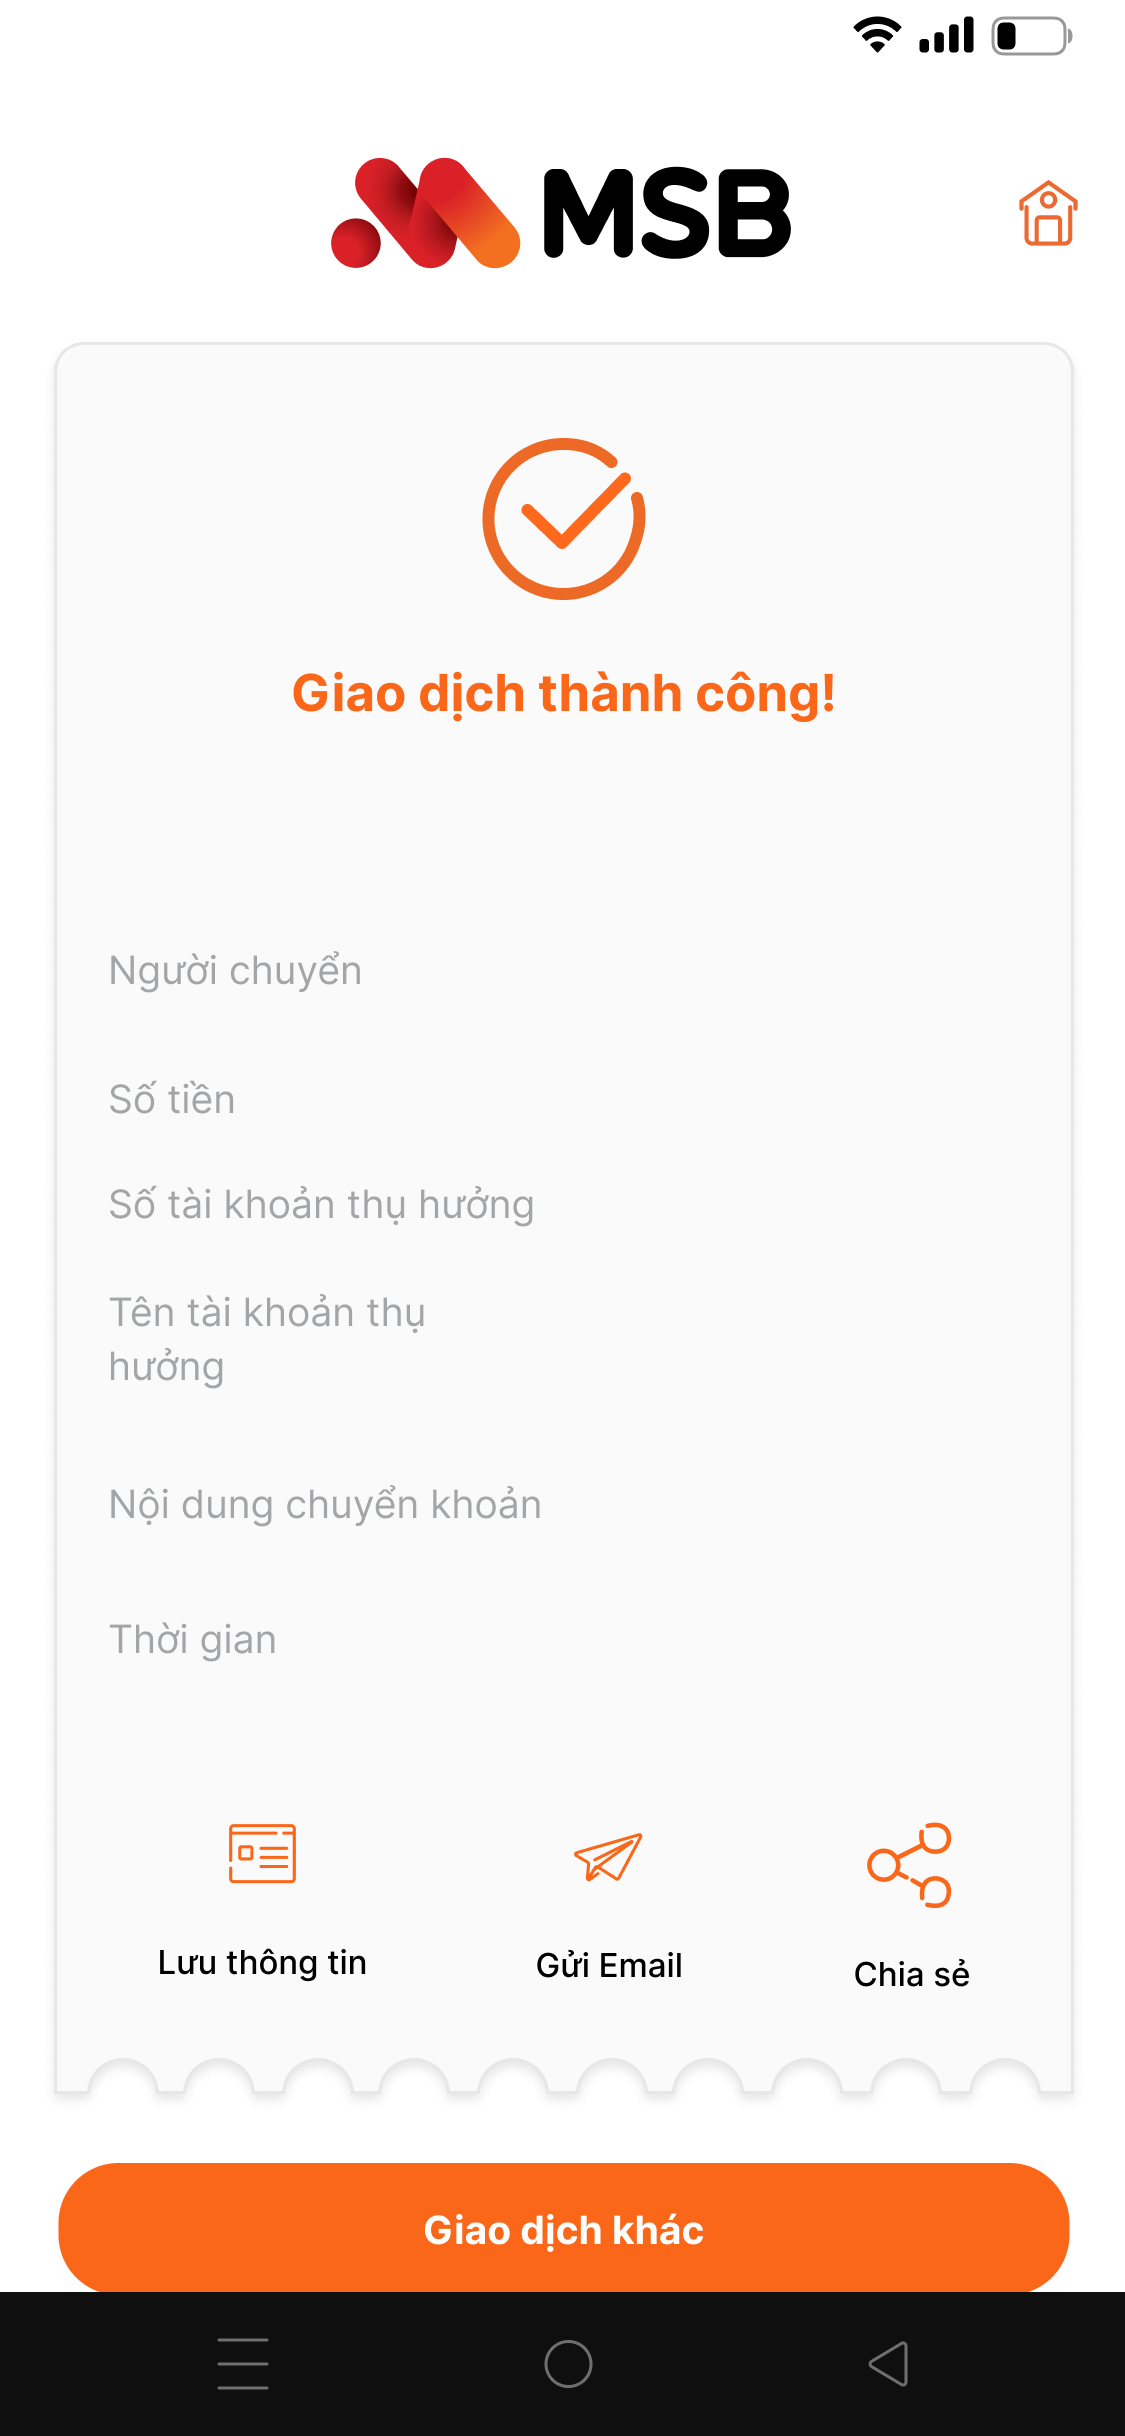 MSB
Giao dịch thành công!
Người chuyển
Số tiền
Số tài khoản thụ hưởng
Tên tài khoản thụ
hưởng
Nội dung chuyển khoản
Thời gian
Lưu thông tin
Gửi Email
Chia sẻ
Giao dịch khác